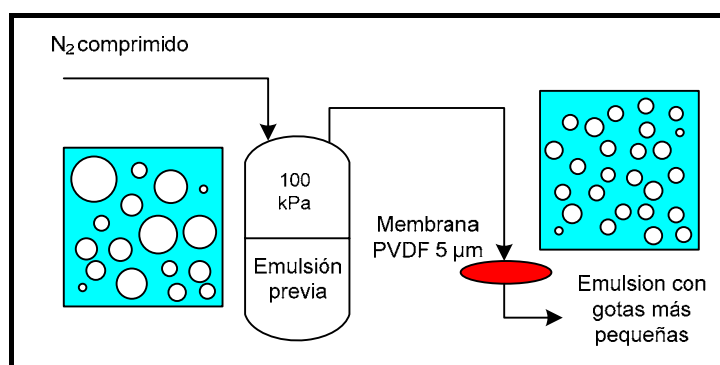 N2 comprimido
100
kPa
Emulsión
previa
Membrana
PVDF 5 µm
Emulsion con
gotas más
pequeñas